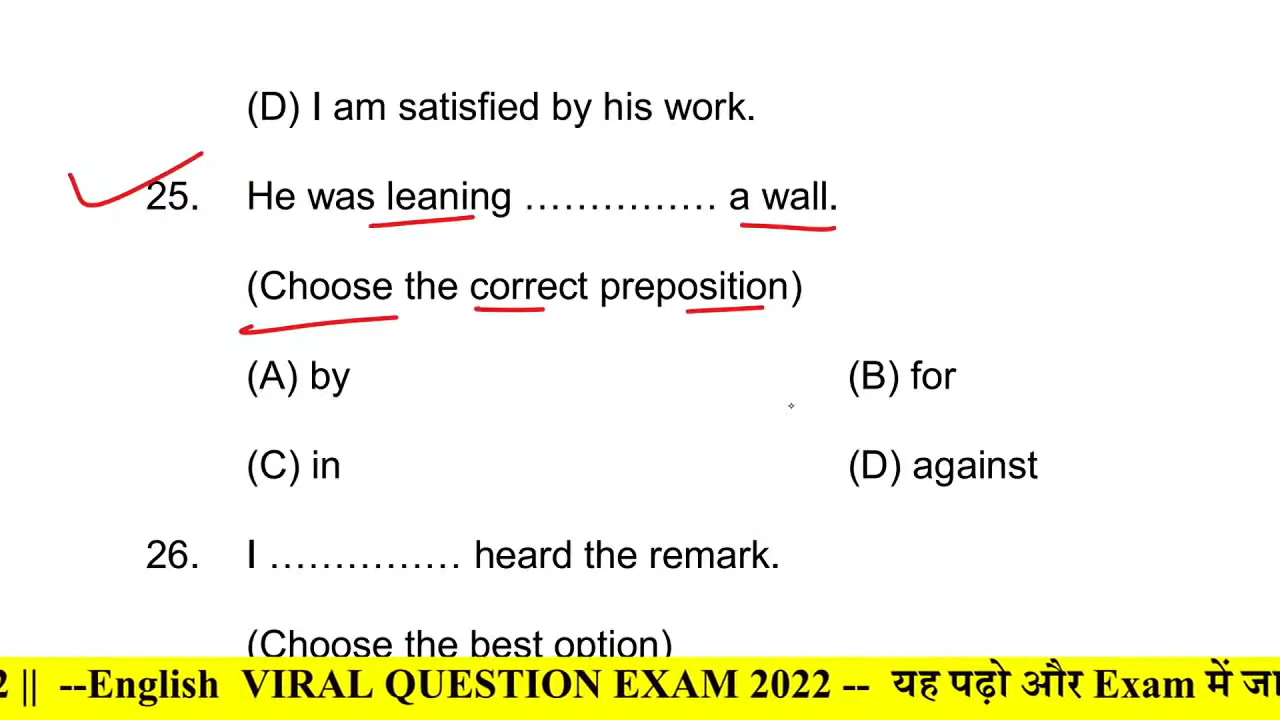 (D) I am satisfied by his work.
25. He was leaning …………… a wall.
(Choose the correct preposition)
(A) by (B) for
(C) in (D) against
26. I …………… heard the remark.
(Choose the best option)
2 || --English VIRAL QUESTION EXAM 2022 -- यह पढ़ो और Exam में जा